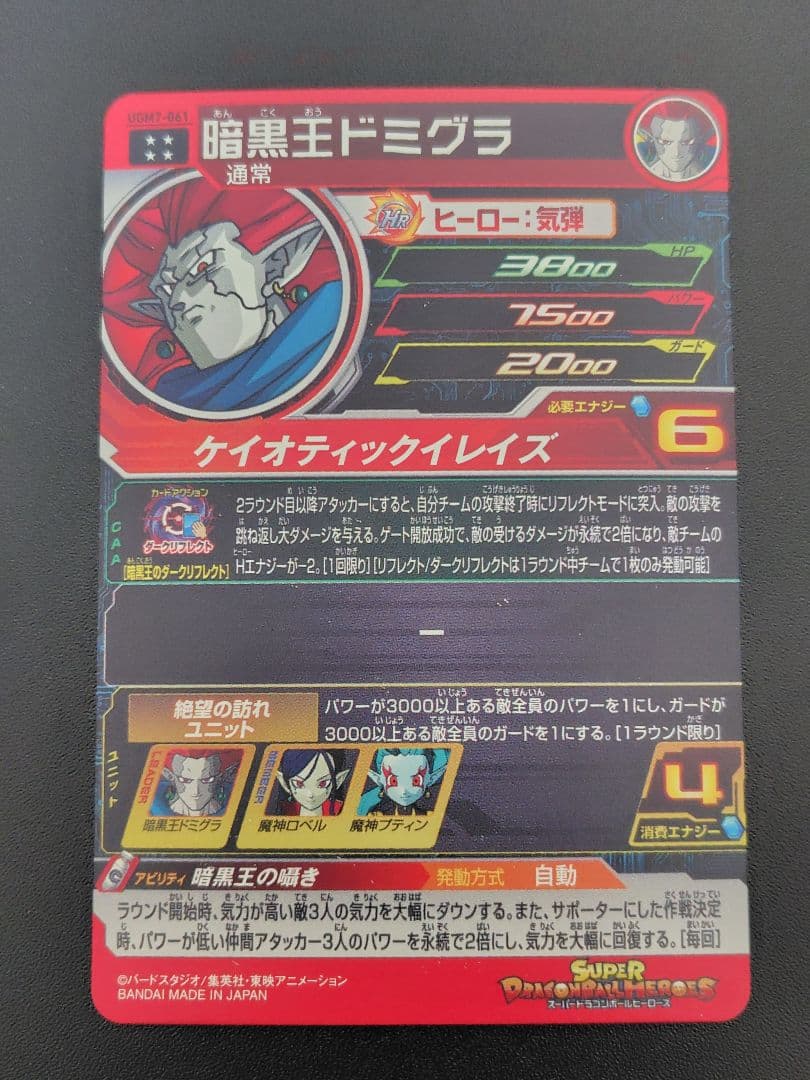 UGM7-061
暗黒王ドミグラ
通常
HR ヒーロー:気弾
HP
3800
パワー
7500
ガード
2000
必要エナジー 6
ケイオティックイレイズ
CAA
カードアクション
ダークリフレクト
[暗黒王のダークリフレクト]
2ラウンド目以降アタッカーにすると、自分チームの攻撃終了時にリフレクトモードに突入。敵の攻撃を
跳ね返し大ダメージを与える。ゲート開放成功で、敵の受けるダメージが永続で2倍になり、敵チームの
Hエナジーが-2。[1回限り][リフレクト/ダークリフレクトは1ラウンド中チームで1枚のみ発動可能]
–
ユニット
絶望の訪れ
ユニット
パワーが3000以上ある敵全員のパワーを1にし、ガードが
3000以上ある敵全員のガードを1にする。[1ラウンド限り]
LEADER
MEMBER
暗黒王ドミグラ 魔神ロベル 魔神プティン
4
消費エナジー
アビリティ 暗黒王の囁き 発動方式 自動
ラウンド開始時、気力が高い敵3人の気力を大幅にダウンする。また、サポーターにした作戦決定
時、パワーが低い仲間アタッカー3人のパワーを永続で2倍にし、気力を大幅に回復する。[毎回]
©バードスタジオ/集英社・東映アニメーション
BANDAI MADE IN JAPAN
SUPER
DRAGONBALL HEROES
スーパードラゴンボールヒーローズ